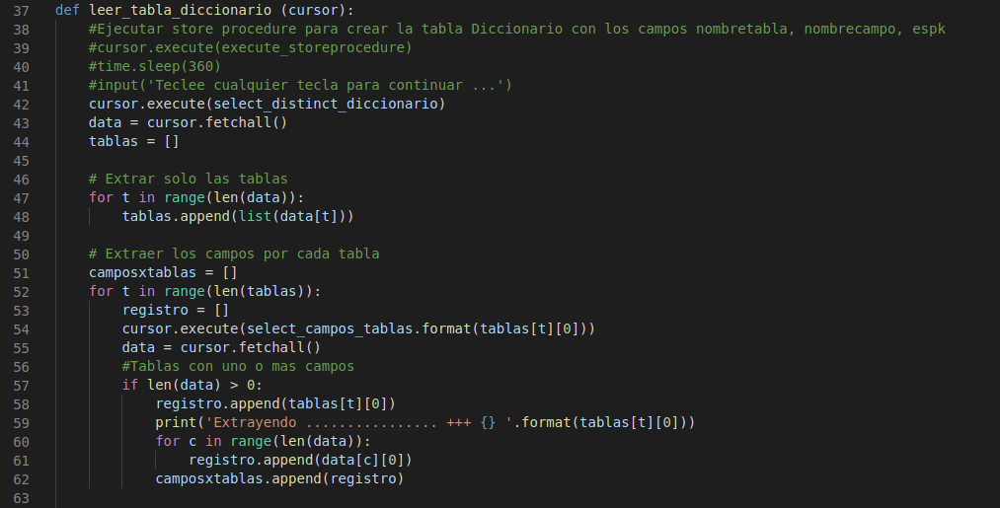 37 def leer_tabla_diccionario (cursor):
38     #Ejecutar store procedure para crear la tabla Diccionario con los campos nombretabla, nombrecampo, espk
39     #cursor.execute(execute_storeprocedure)
40     #time.sleep(360)
41     #input('Teclee cualquier tecla para continuar ...')
42     cursor.execute(select_distinct_diccionario)
43     data = cursor.fetchall()
44     tablas = []
45
46     # Extrar solo las tablas
47     for t in range(len(data)):
48         tablas.append(list(data[t]))
49
50     # Extraer los campos por cada tabla
51     camposxtablas = []
52     for t in range(len(tablas)):
53         registro = []
54         cursor.execute(select_campos_tablas.format(tablas[t][0]))
55         data = cursor.fetchall()
56         #Tablas con uno o mas campos
57         if len(data) > 0:
58             registro.append(tablas[t][0])
59             print('Extrayendo ................ +++ {} '.format(tablas[t][0]))
60             for c in range(len(data)):
61                 registro.append(data[c][0])
62             camposxtablas.append(registro)
63